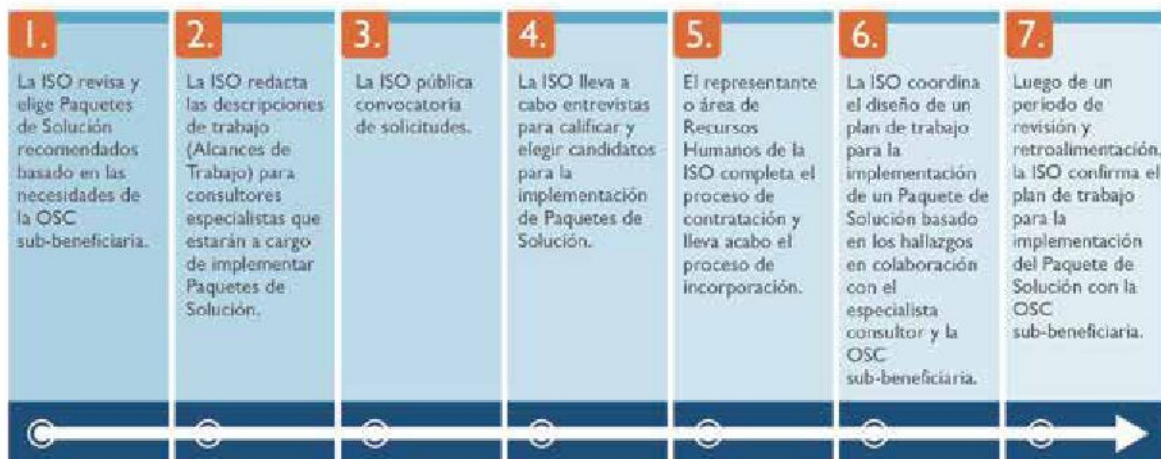 1.
La ISO revisa y
elige Paquetes
de Solución
recomendados
basado en las
necesidades de
la OSC
sub-beneficiaria.
2.
La ISO redacta
las descripciones
de trabajo
(Alcances de
Trabajo) para
consultores
especialistas que
estarán a cargo
de implementar
Paquetes de
Solución.
3.
La ISO pública
convocatoria
de solicitudes.
4.
La ISO lleva a
cabo entrevistas
para calificar y
elegir candidatos
para la
implementación
de Paquetes de
Solución.
5.
El representante
o área de
Recursos
Humanos de la
ISO completa el
proceso de
contratación y
lleva acabo el
proceso de
incorporación.
6.
La ISO coordina
el diseño de un
plan de trabajo
para la
implementación
de un Paquete de
Solución basado
en los hallazgos
en colaboración
con el
especialista
consultor y la
OSC
sub-beneficiaria.
7.
Luego de un
periodo de
revisión y
retroalimentación,
la ISO confirma el
plan de trabajo
para la
implementación
del Paquete de
Solución con la
OSC
sub-beneficiaria.